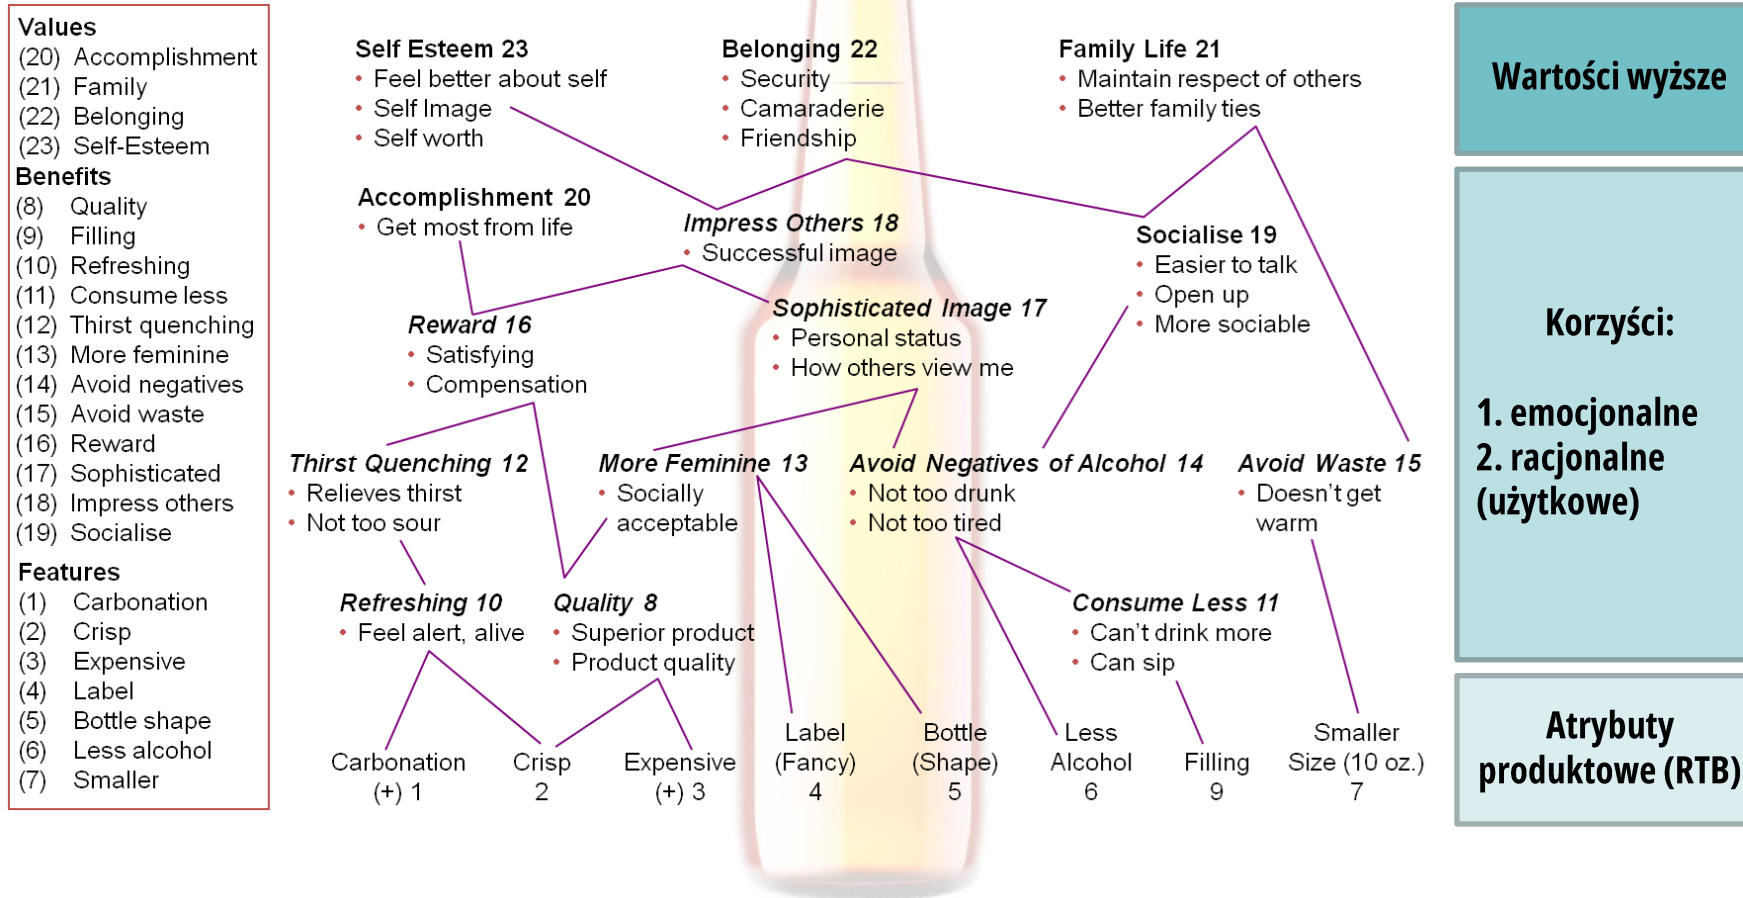 Values
(20) Accomplishment
(21) Family
(22) Belonging
(23) Self-Esteem
Benefits
(8) Quality
(9) Filling
(10) Refreshing
(11) Consume less
(12) Thirst quenching
(13) More feminine
(14) Avoid negatives
(15) Avoid waste
(16) Reward
(17) Sophisticated
(18) Impress others
(19) Socialise
Features
(1) Carbonation
(2) Crisp
(3) Expensive
(4) Label
(5) Bottle shape
(6) Less alcohol
(7) Smaller
Self Esteem 23
• Feel better about self
• Self Image
• Self worth
Belonging 22
• Security
• Camaraderie
• Friendship
Family Life 21
• Maintain respect of others
• Better family ties
Accomplishment 20
• Get most from life
Impress Others 18
• Successful image
Socialise 19
• Easier to talk
• Open up
• More sociable
Reward 16
• Satisfying
• Compensation
Sophisticated Image 17
• Personal status
• How others view me
Thirst Quenching 12
• Relieves thirst
• Not too sour
More Feminine 13
• Socially
acceptable
Avoid Negatives of Alcohol 14
• Not too drunk
• Not too tired
Avoid Waste 15
• Doesn't get
warm
Refreshing 10
• Feel alert, alive
Quality 8
• Superior product
• Product quality
Consume Less 11
• Can't drink more
• Can sip
Carbonation
(+) 1
Crisp
2
Expensive
(+) 3
Label
(Fancy)
4
Bottle
(Shape)
5
Less
Alcohol
6
Filling
9
Smaller
Size (10 oz.)
7
Wartości wyższe
Korzyści:
1. emocjonalne
2. racjonalne
(użytkowe)
Atrybuty
produktowe (RTB)